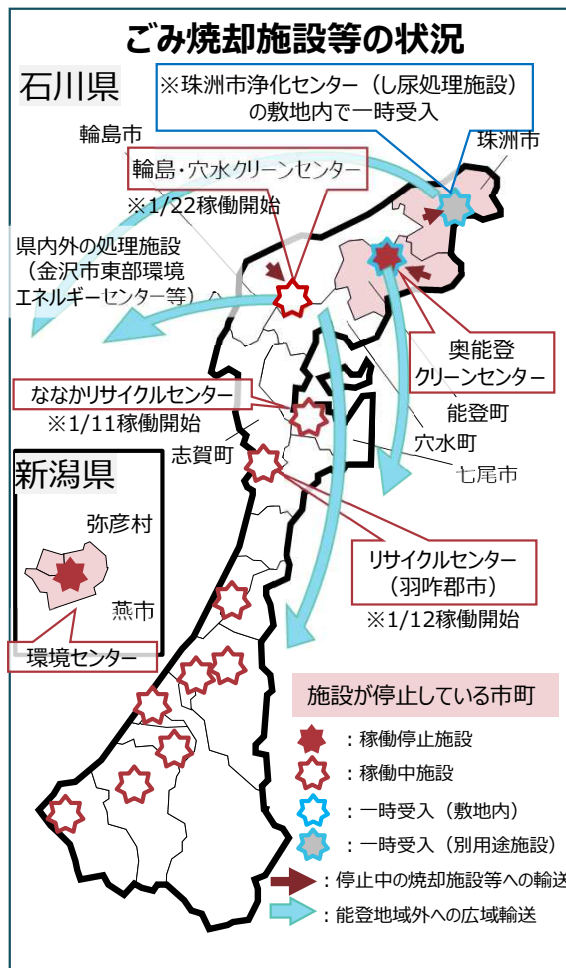 ごみ焼却施設等の状況
石川県
※珠洲市浄化センター（し尿処理施設）
の敷地内で一時受入
輪島市
珠洲市
輪島・穴水クリーンセンター
※1/22稼働開始
県内外の処理施設
（金沢市東部環境
エネルギーセンター等）
奥能登
クリーンセンター
ななかリサイクルセンター
※1/11稼働開始
能登町
穴水町
志賀町
七尾市
新潟県
弥彦村
燕市
環境センター
リサイクルセンター
（羽咋郡市）
※1/12稼働開始
施設が停止している市町
：稼働停止施設
：稼働中施設
：一時受入（敷地内）
：一時受入（別用途施設）
：停止中の焼却施設等への輸送
：能登地域外への広域輸送